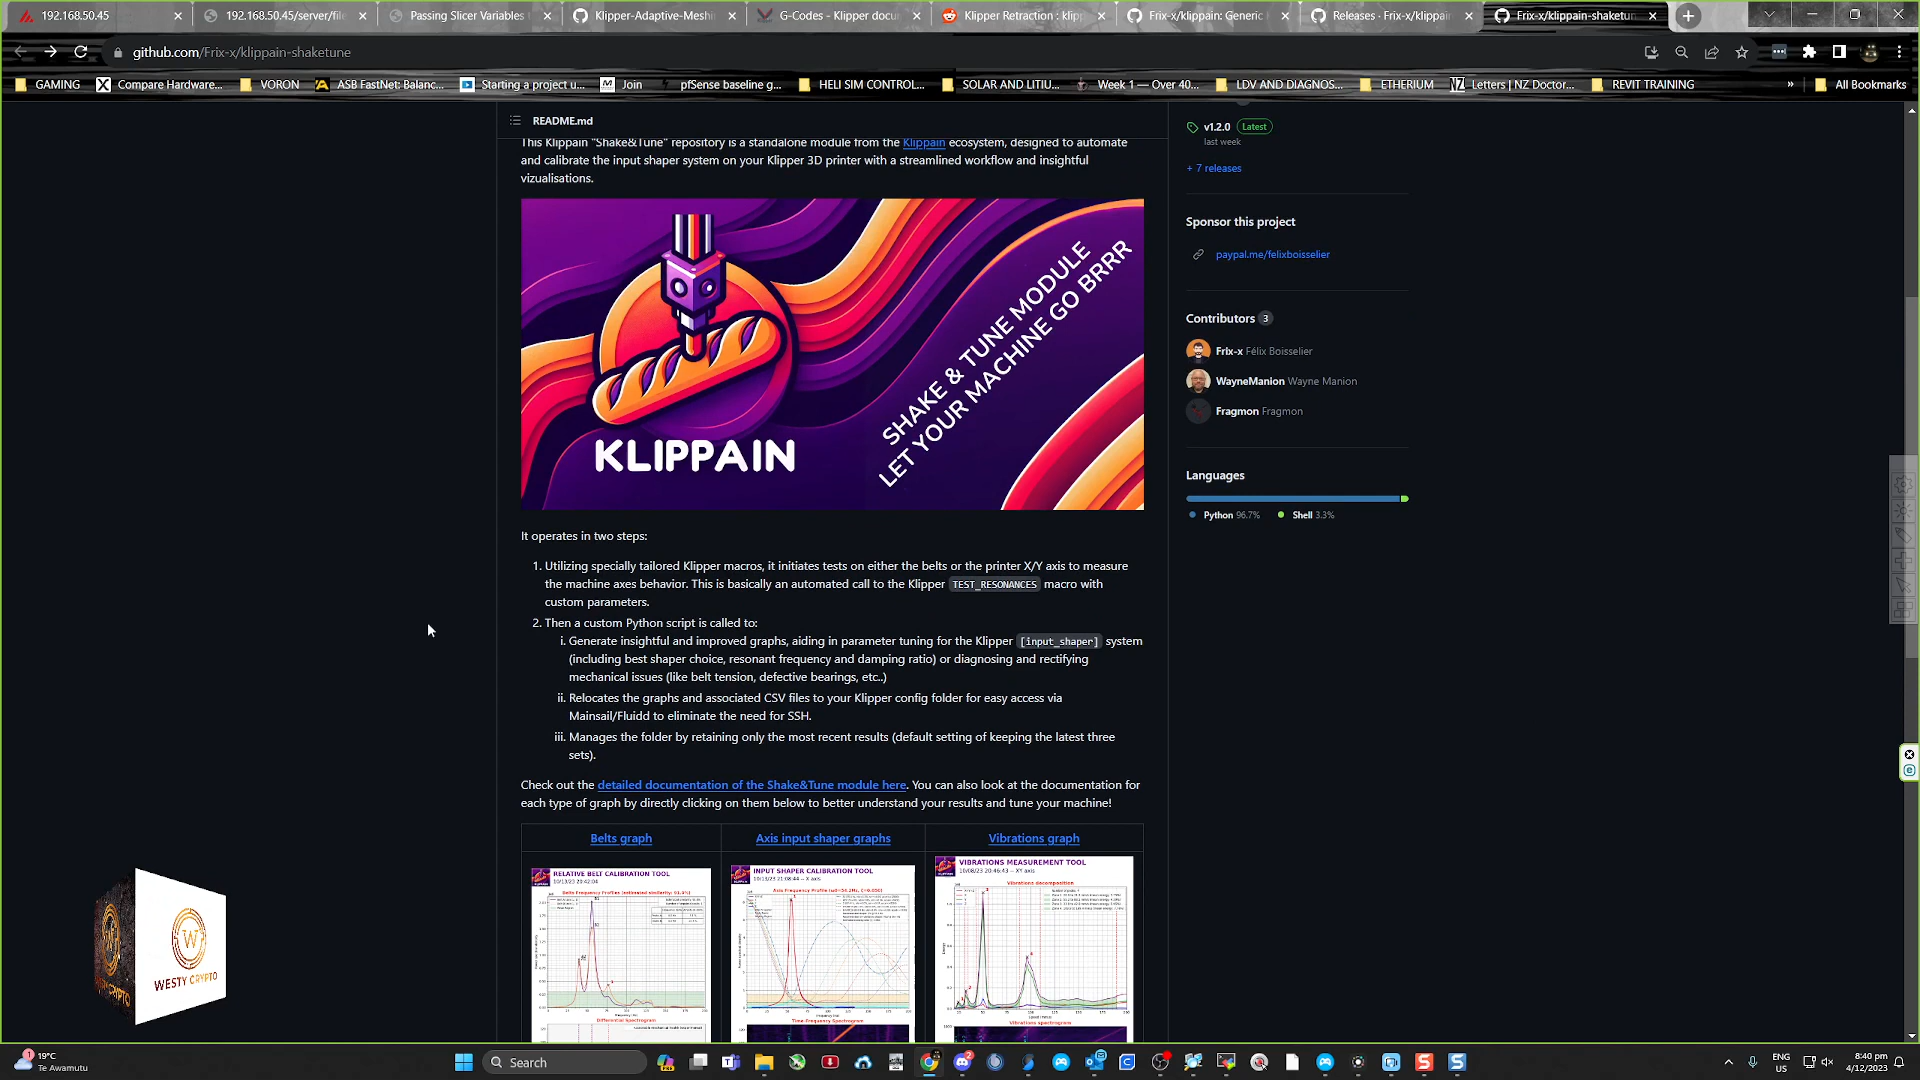 192.168.50.45
192.168.50.45/server/file
Passing Slicer Variables
Klipper-Adaptive-Meshi
G-Codes - Klipper docu
Klipper Retraction : klipp
Frix-x/klippain: Generic
Releases · Frix-x/klippain
Frix-x/klippain-shaketun
github.com/Frix-x/klippain-shaketune
GAMING
Compare Hardware...
VORON
ASB FastNet: Balanc...
Starting a project u...
Join
pfSense baseline g...
HELI SIM CONTROL...
SOLAR AND LITIU...
Week 1 — Over 40...
LDV AND DIAGNOS...
ETHERIUM
Letters | NZ Doctor...
REVIT TRAINING
»
All Bookmarks
README.md
This Klippain "Shake&Tune" repository is a standalone module from the Klippain ecosystem, designed to automate
and calibrate the input shaper system on your Klipper 3D printer with a streamlined workflow and insightful
vizualisations.
KLIPPAIN
SHAKE & TUNE MODULE
LET YOUR MACHINE GO BRRR
It operates in two steps:
1. Utilizing specially tailored Klipper macros, it initiates tests on either the belts or the printer X/Y axis to measure
the machine axes behavior. This is basically an automated call to the Klipper TEST_RESONANCES macro with
custom parameters.
2. Then a custom Python script is called to:
i. Generate insightful and improved graphs, aiding in parameter tuning for the Klipper [input_shaper] system
(including best shaper choice, resonant frequency and damping ratio) or diagnosing and rectifying
mechanical issues (like belt tension, defective bearings, etc..)
ii. Relocates the graphs and associated CSV files to your Klipper config folder for easy access via
Mainsail/Fluidd to eliminate the need for SSH.
iii. Manages the folder by retaining only the most recent results (default setting of keeping the latest three
sets).
Check out the detailed documentation of the Shake&Tune module here. You can also look at the documentation for
each type of graph by directly clicking on them below to better understand your results and tune your machine!
Belts graph
Axis input shaper graphs
Vibrations graph
RELATIVE BELT CALIBRATION TOOL
INPUT SHAPER CALIBRATION TOOL
VIBRATIONS MEASUREMENT TOOL
Vibrations decomposition
Differential Spectrogram
Time-Frequency Spectrogram
Vibrations spectrogram
v1.2.0 Latest
last week
+ 7 releases
Sponsor this project
paypal.me/felixboisselier
Contributors 3
Frix-x Félix Boisselier
WayneManion Wayne Manion
Fragmon Fragmon
Languages
Python 96.7%
Shell 3.3%
W
WESTY CRYPTO
1
19°C
Te Awamutu
Search
2
ENG
US
8:40 pm
4/12/2023